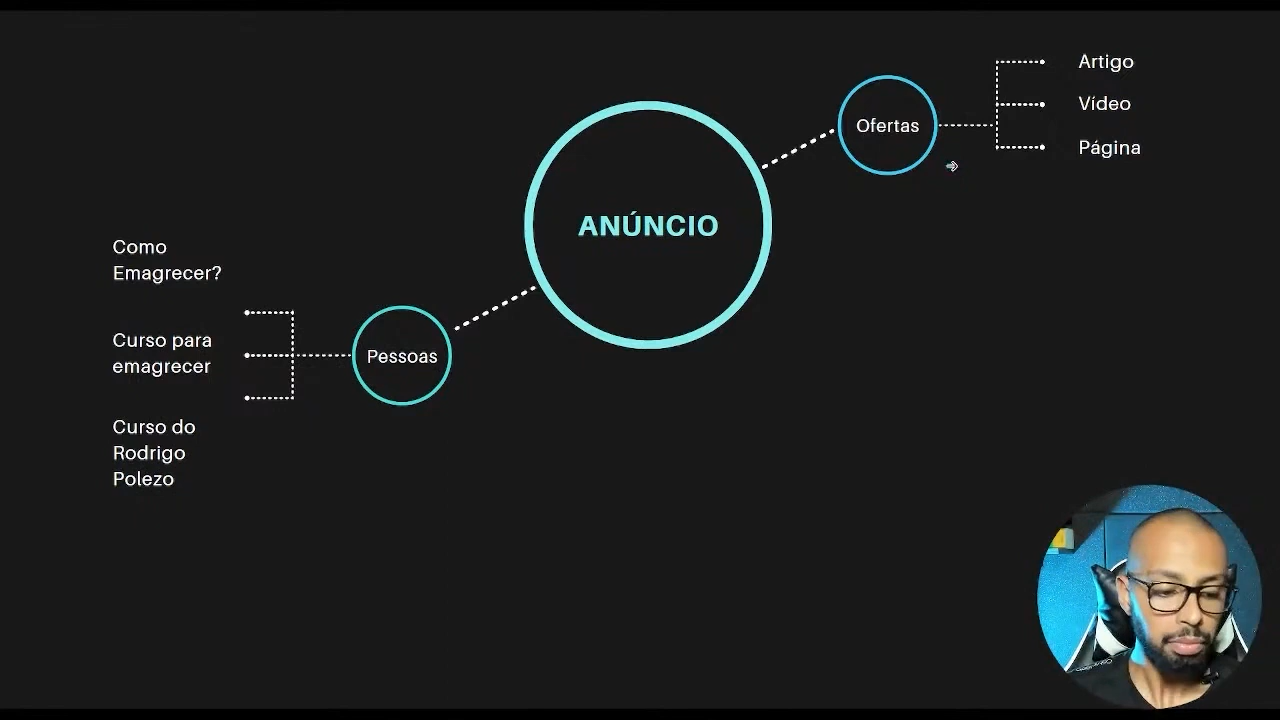 Artigo
Ofertas
Vídeo
Página
ANÚNCIO
Como
Emagrecer?
Curso para
emagrecer
Pessoas
Curso do
Rodrigo
Polezo